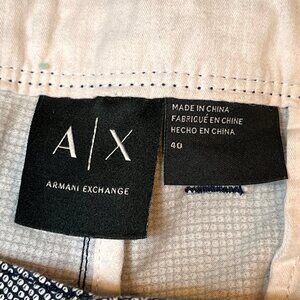 A|X
ARMANI EXCHANGE
MADE IN CHINA
FABRIQUÉ EN CHINE
HECHO EN CHINA
40